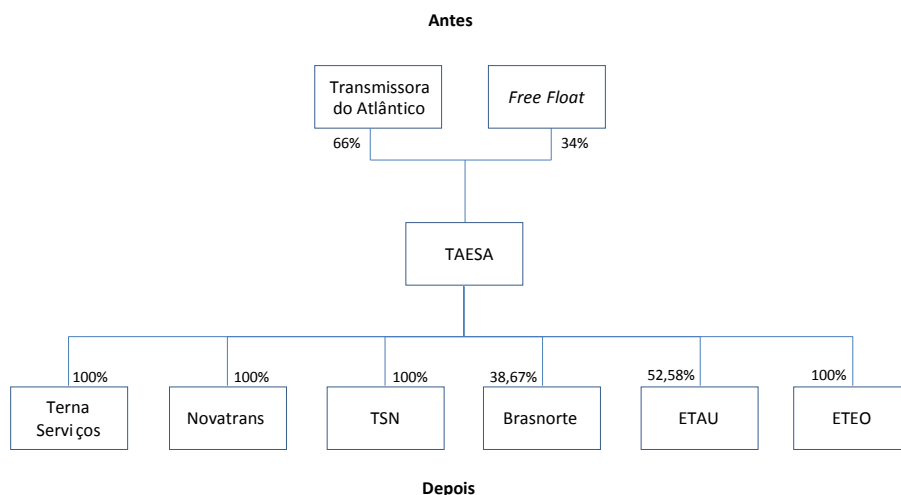 Antes
Transmissora
do Atlântico
Free Float
66%
34%
TAESA
100%
100%
100%
38,67%
52,58%
100%
Terna
Serviços
Novatrans
TSN
Brasnorte
ETAU
ETEO
Depois